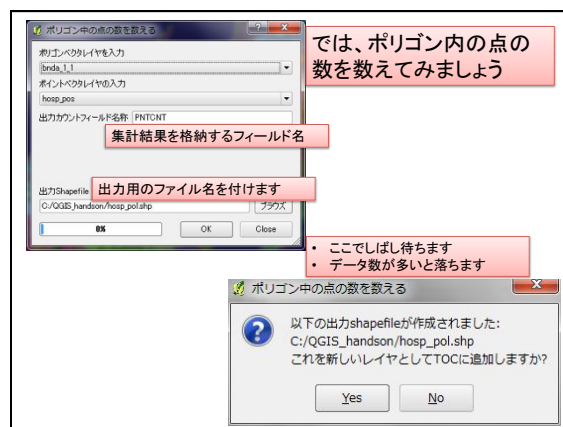 ポリゴン中の点の数を数える
では、ポリゴン内の点の
数を数えてみましょう
ポリゴンベクタレイヤを入力
bnda_1_1
ポイントベクタレイヤの入力
hosp_pos
出力カウントフィールド名称 PNTCNT
集計結果を格納するフィールド名
出力Shapefile
出力用のファイル名を付けます
C:/QGIS_handson/hosp_pol.shp
ブラウズ
0%
OK
Close
• ここでしばし待ちます
• データ数が多いと落ちます
ポリゴン中の点の数を数える
以下の出力shapefileが作成されました:
C:/QGIS_handson/hosp_pol.shp
これを新しいレイヤとしてTOCに追加しますか?
Yes
No